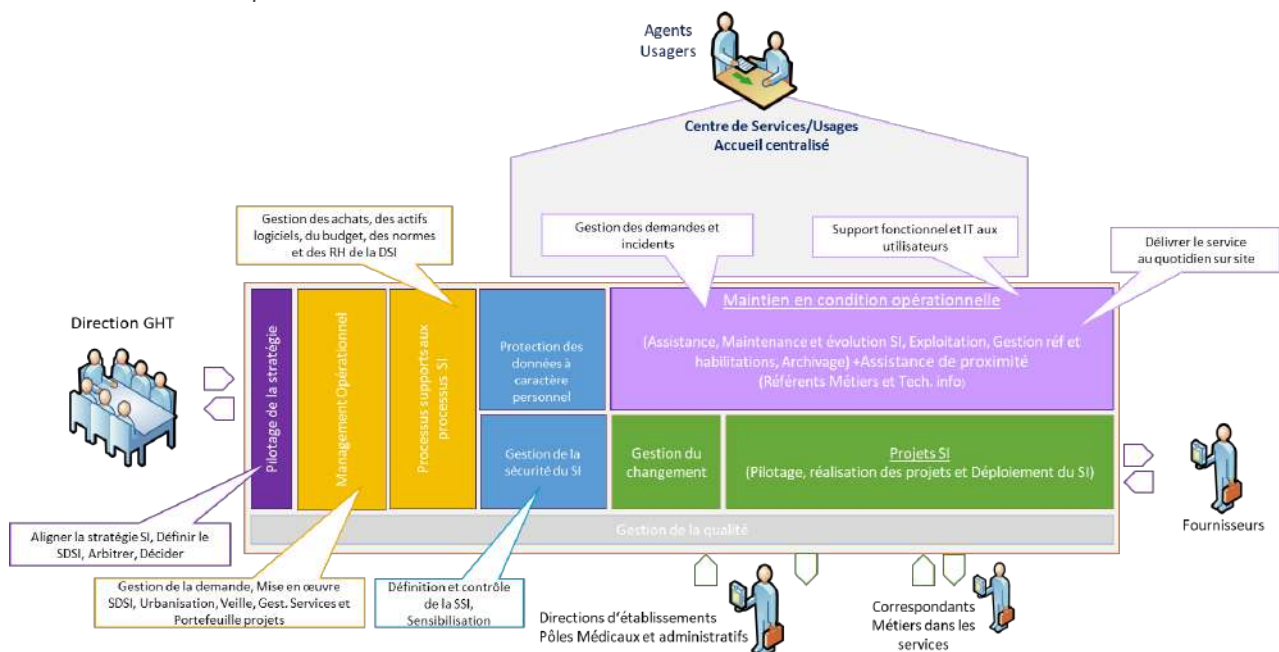 Agents
Usagers
Centre de Services/Usages
Accueil centralisé
Gestion des achats, des actifs
logiciels, du budget, des normes
et des RH de la DSI
Gestion des demandes et
incidents
Support fonctionnel et IT aux
utilisateurs
Délivrer le service
au quotidien sur site
Direction GHT
Pilotage de la stratégie
Management Opérationnel
Processus supports aux
processus SI
Protection des
données à
caractère
personnel
Maintien en condition opérationnelle
(Assistance, Maintenance et évolution SI, Exploitation, Gestion réf et
habilitations, Archivage) +Assistance de proximité
(Référents Métiers et Tech. info)
Gestion de la
sécurité du SI
Gestion du
changement
Projets SI
(Pilotage, réalisation des projets et Déploiement du SI)
Gestion de la qualité
Fournisseurs
Aligner la stratégie SI, Définir le
SDSI, Arbitrer, Décider
Gestion de la demande, Mise en œuvre
SDSI, Urbanisation, Veille, Gest. Services et
Portefeuille projets
Définition et contrôle
de la SSI,
Sensibilisation
Directions d'établissements
Pôles Médicaux et administratifs
Correspondants
Métiers dans les
services